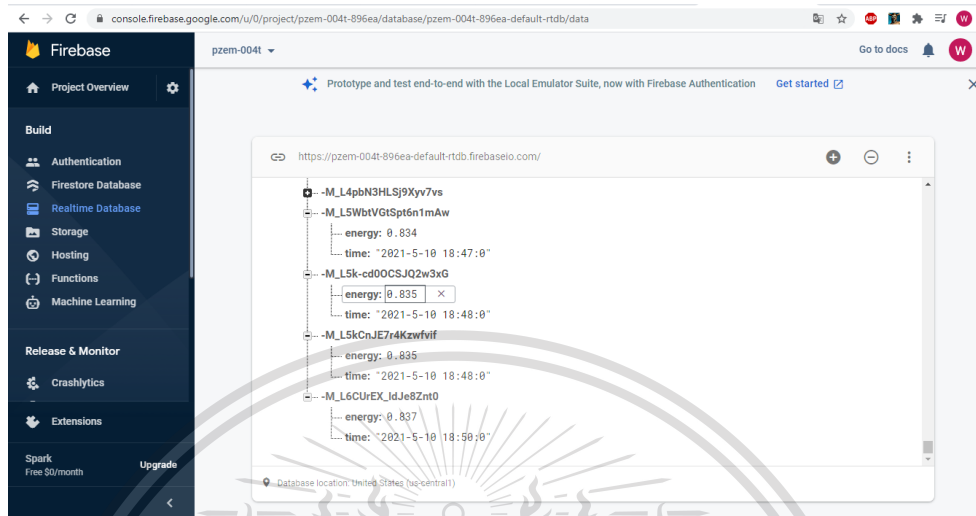 console.firebase.google.com/u/0/project/pzem-004t-896ea/database/pzem-004t-896ea-default-rtdb/data
ABP
W
Firebase
pzem-004t
Go to docs
W
Project Overview
Prototype and test end-to-end with the Local Emulator Suite, now with Firebase Authentication Get started
Build
Authentication
Firestore Database
Realtime Database
Storage
Hosting
Functions
Machine Learning
Release & Monitor
Crashlytics
Extensions
Spark
Free $0/month
Upgrade
https://pzem-004t-896ea-default-rtdb.firebaseio.com/
-M_L4pbN3HLSj9Xyv7vs
-M_L5WbtVGtSpt6n1mAw
energy: 0.834
time: "2021-5-10 18:47:0"
-M_L5k-cd0OCSJQ2w3xG
energy: 0.835
time: "2021-5-10 18:48:0"
-M_L5kCnJE7r4Kzwfvif
energy: 0.835
time: "2021-5-10 18:48:0"
-M_L6CUrEX_IdJe8Znt0
energy: 0.837
time: "2021-5-10 18:50:0"
Database location: United States (us-central1)